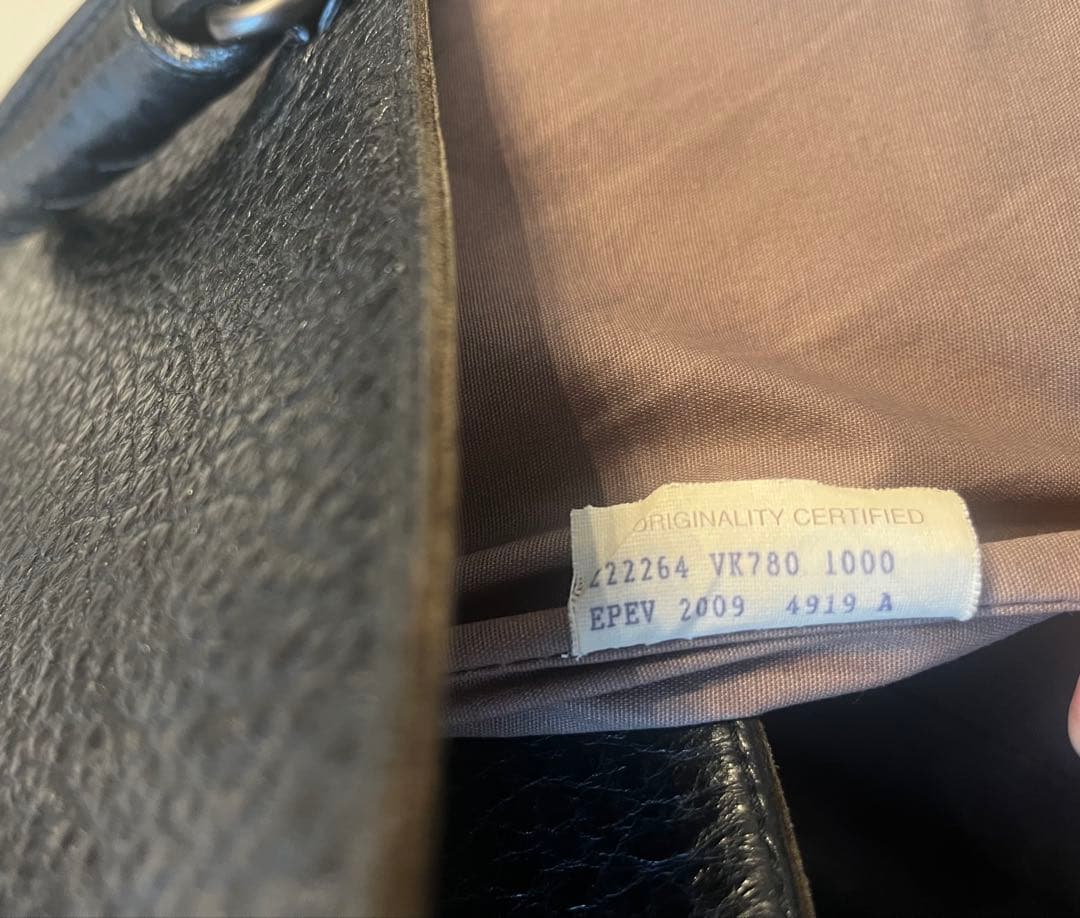 ORIGINALITY CERTIFIED
222264 VK780 1000
EPEV 2009 4919 A